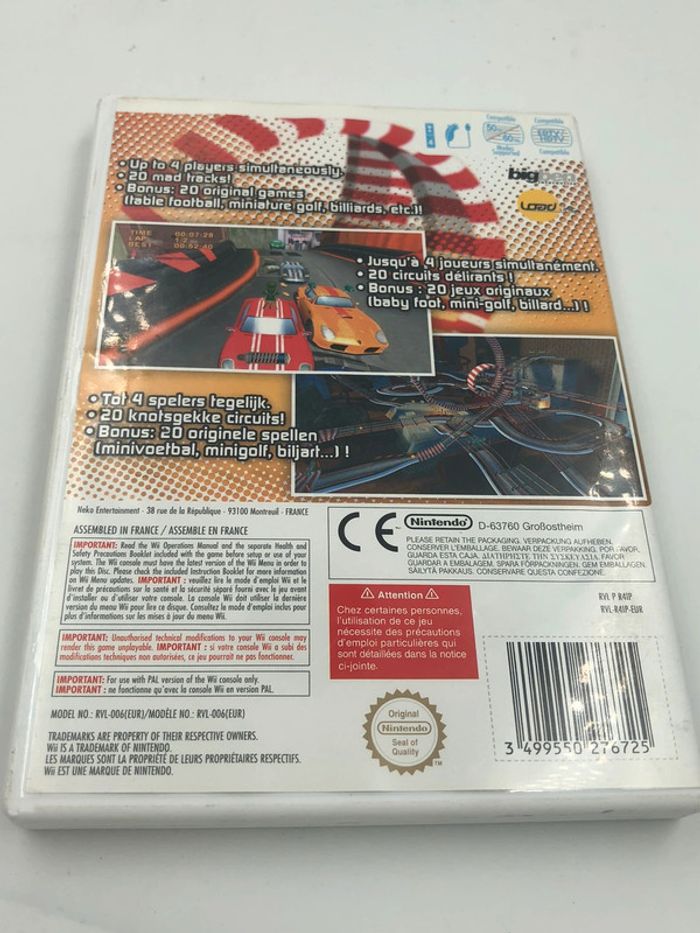 Compatible
50Hz
60Hz
Modes
Supported
Compatible
EDTV
HDTV
Compatible
bigben
LOAD
• Up to 4 players simultaneously.
• 20 mad tracks!
• Bonus: 20 original games
(table football, miniature golf, billiards, etc.)!
TIME 00:07:28
LAP 1/2
BEST 00:52:40
• Jusqu'à 4 joueurs simultanément.
• 20 circuits délirants !
• Bonus : 20 jeux originaux
(baby foot, mini-golf, billard...) !
• Tot 4 spelers tegelijk.
• 20 knotsgekke circuits!
• Bonus: 20 originele spellen
(minivoetbal, minigolf, biljart...) !
Neko Entertainment - 38 rue de la République - 93100 Montreuil - FRANCE
ASSEMBLED IN FRANCE / ASSEMBLE EN FRANCE
IMPORTANT: Read the Wii Operations Manual and the separate Health and
Safety Precautions Booklet included with the game before setup or use of your
system. The Wii console must have the latest version of the Wii Menu in order to
play this Disc. Please check the included Instruction Booklet for more information
on Wii Menu updates. IMPORTANT : veuillez lire le mode d'emploi Wii et le
livret de précautions sur la santé et la sécurité séparé fourni avec le jeu avant
d'installer ou d'utiliser votre console. La console Wii doit utiliser la dernière
version du menu Wii pour lire ce disque. Consultez le mode d'emploi inclus pour
plus d'informations sur les mises à jour du menu Wii.
IMPORTANT: Unauthorised technical modifications to your Wii console may
render this game unplayable. IMPORTANT : si votre console Wii a subi des
modifications techniques non autorisées, ce jeu pourrait ne pas fonctionner.
IMPORTANT: For use with PAL version of the Wii console only.
IMPORTANT : ne fonctionne qu'avec la console Wii en version PAL.
MODEL NO.: RVL-006(EUR)/MODÈLE NO.: RVL-006(EUR)
TRADEMARKS ARE PROPERTY OF THEIR RESPECTIVE OWNERS.
Wii IS A TRADEMARK OF NINTENDO.
LES MARQUES SONT LA PROPRIÉTÉ DE LEURS PROPRIÉTAIRES RESPECTIFS.
Wii EST UNE MARQUE DE NINTENDO.
CE
Nintendo D-63760 Großostheim
PLEASE RETAIN THE PACKAGING. VERPACKUNG AUFHEBEN.
CONSERVER L'EMBALLAGE. BEWAAR DEZE VERPAKKING. POR FAVOR,
GUARDAR ESTA CAJA. ΔΙΑΤΗΡΗΣΤΕ ΤΗΝ ΣΥΣΚΕΥΑΣΙΑ. FAVOR
GUARDAR A EMBALAGEM. SPARA FÖRPACKNINGEN. GEM EMBALLAGEN.
SÄILYTÄ PAKKAUS. CONSERVARE QUESTA CONFEZIONE.
Attention
Chez certaines personnes,
l'utilisation de ce jeu
nécessite des précautions
d'emploi particulières qui
sont détaillées dans la notice
ci-jointe.
RVL P R41P
RVL-R41P-EUR
Original
Nintendo
Seal of
Quality
TM
3 499550 276725